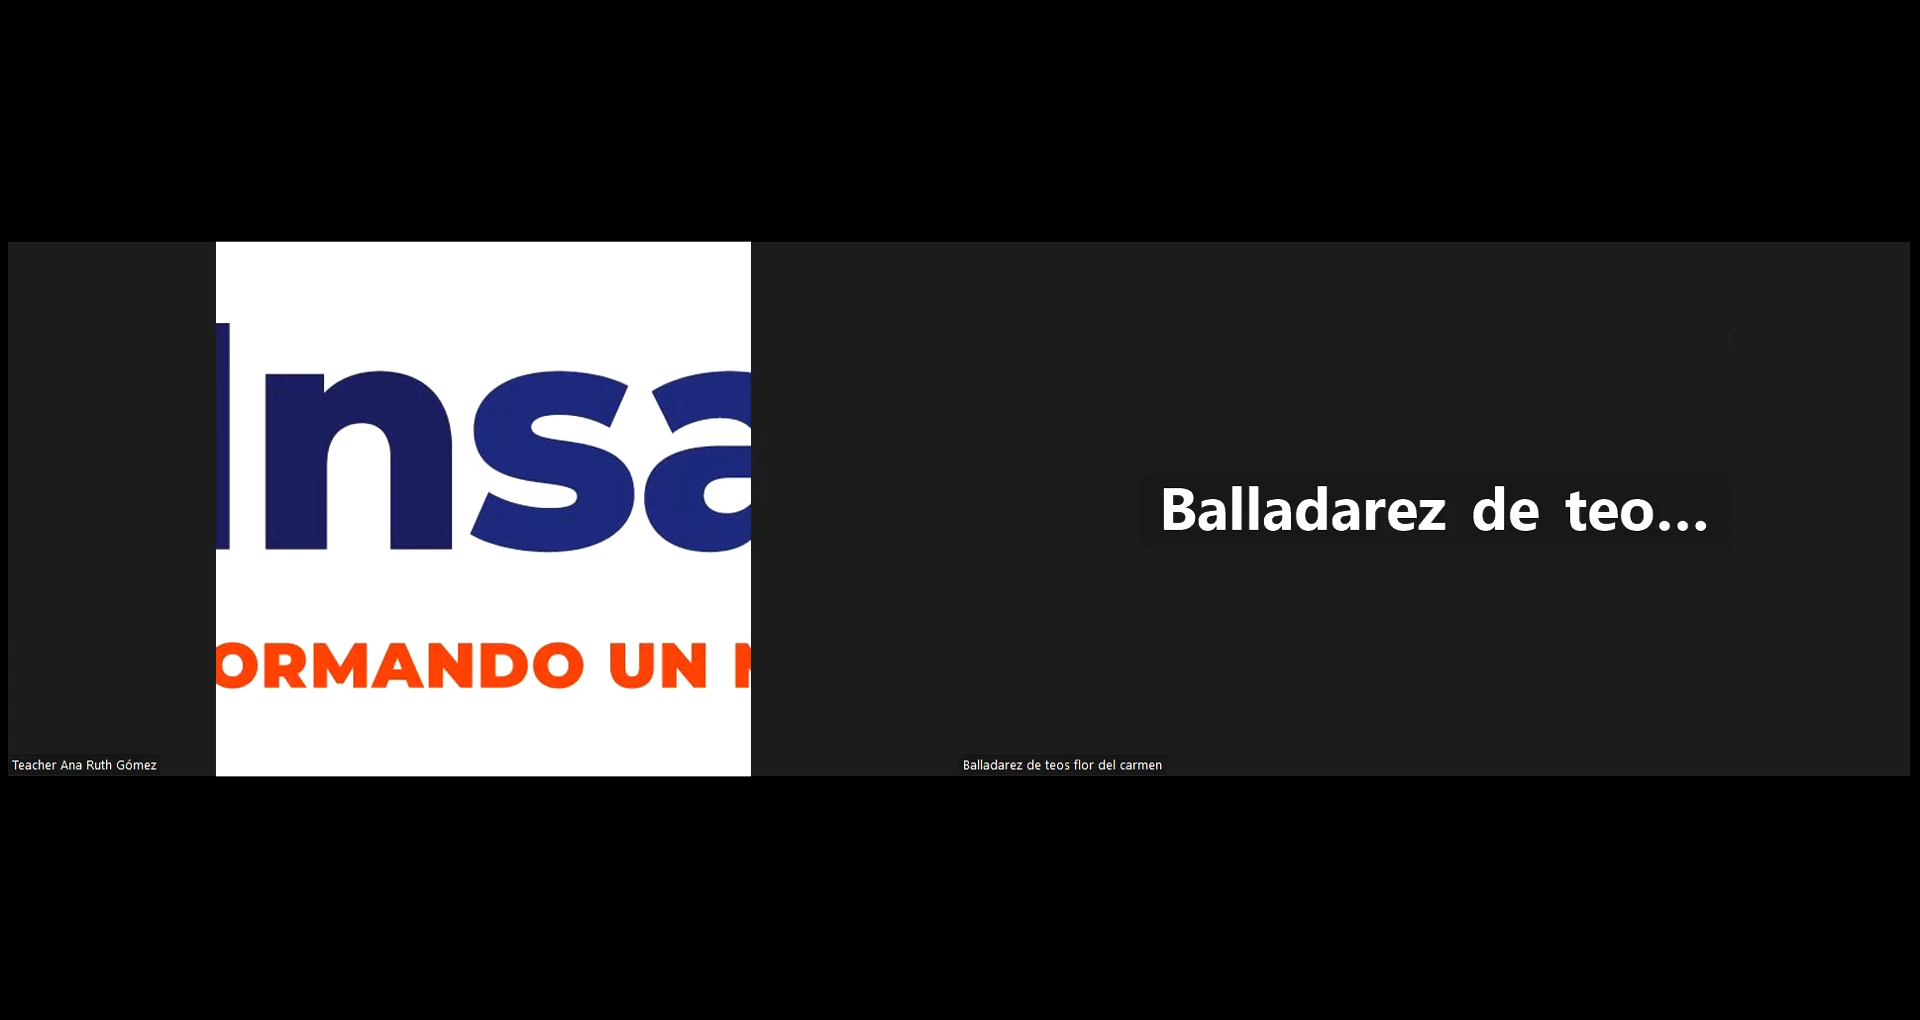 Insa
ORMANDO UN
Teacher Ana Ruth Gómez
Balladarez de teo...
Balladarez de teos flor del carmen